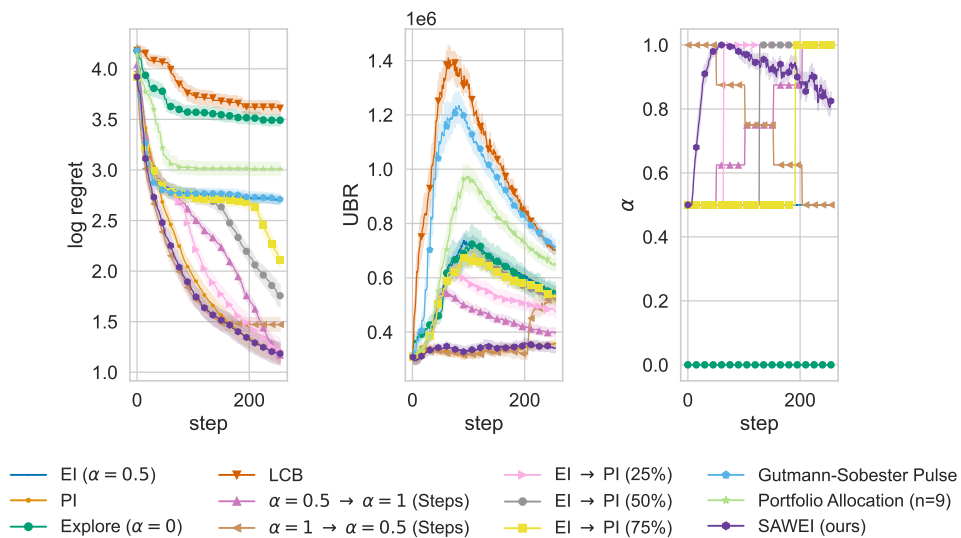 1e6
4.0
3.5
3.0
2.5
2.0
1.5
1.0
log regret
0
200
step
1.4
1.2
1.0
0.8
0.6
0.4
UBR
0
200
step
1.0
0.8
0.6
0.4
0.2
0.0
α
0
200
step
EI (α = 0.5)
PI
Explore (α = 0)
LCB
α = 0.5 → α = 1 (Steps)
α = 1 → α = 0.5 (Steps)
EI → PI (25%)
EI → PI (50%)
EI → PI (75%)
Gutmann-Sobester Pulse
Portfolio Allocation (n=9)
SAWEI (ours)